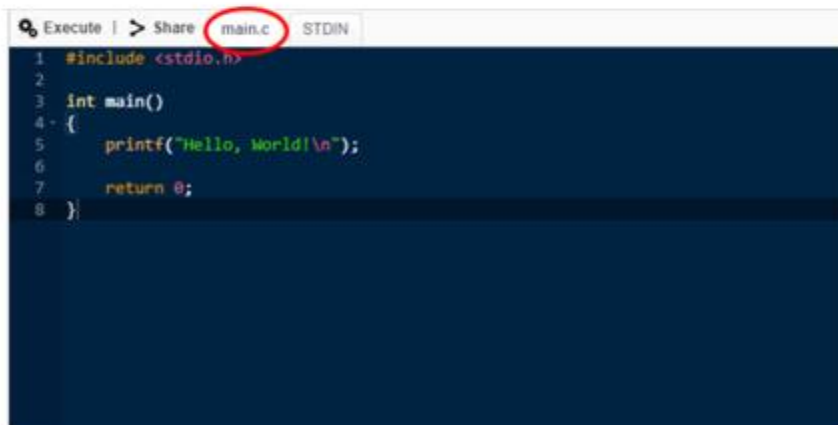 Execute | Share main.c STDIN
1 #include <stdio.h>
2
3 int main()
4 {
5 printf("Hello, World!\n");
6
7 return 0;
8 }